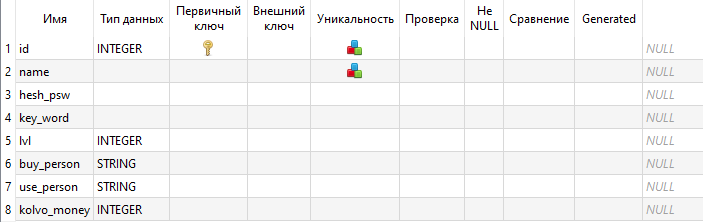 Имя Тип данных Первичный ключ Внешний ключ Уникальность Проверка Не NULL Сравнение Generated
1 id INTEGER NULL
2 name NULL
3 hesh_psw NULL
4 key_word NULL
5 lvl INTEGER NULL
6 buy_person STRING NULL
7 use_person STRING NULL
8 kolvo_money INTEGER NULL